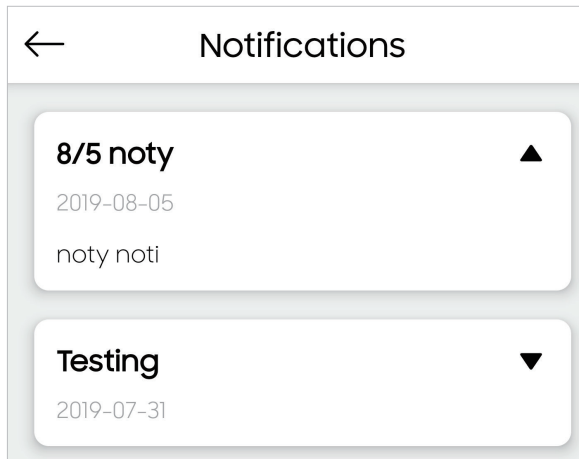 Notifications
8/5 noty
2019-08-05
noty noti
Testing
2019-07-31